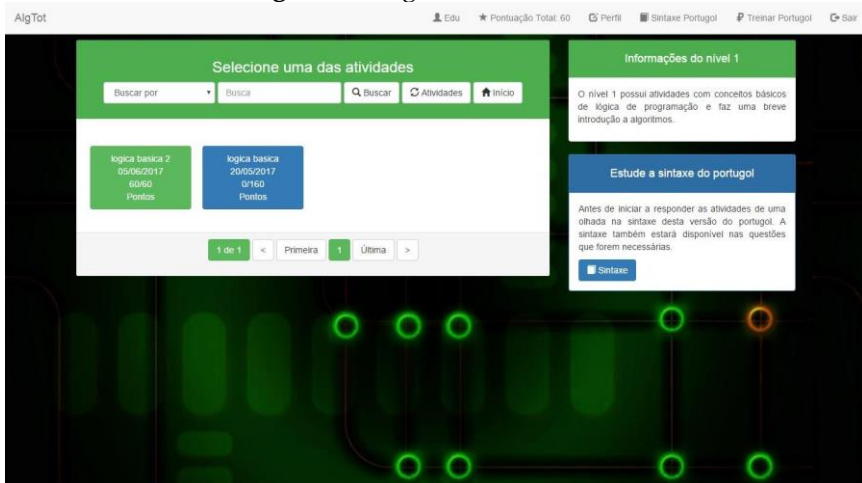 AlgTot
Edu
Pontuação Total: 60
Perfil
Sintaxe Portugol
Treinar Portugol
Sair
Selecione uma das atividades
Buscar por
Busca
Buscar
Atividades
Início
logica basica 2
05/06/2017
60/60
Pontos
logica basica
20/05/2017
0/160
Pontos
1 de 1
<
Primeira
1
Última
>
Informações do nível 1
O nível 1 possui atividades com conceitos básicos
de lógica de programação e faz uma breve
introdução a algoritmos.
Estude a sintaxe do portugol
Antes de iniciar a responder as atividades de uma
olhada na sintaxe desta versão do portugol. A
sintaxe também estará disponível nas questões
que forem necessárias.
Sintaxe